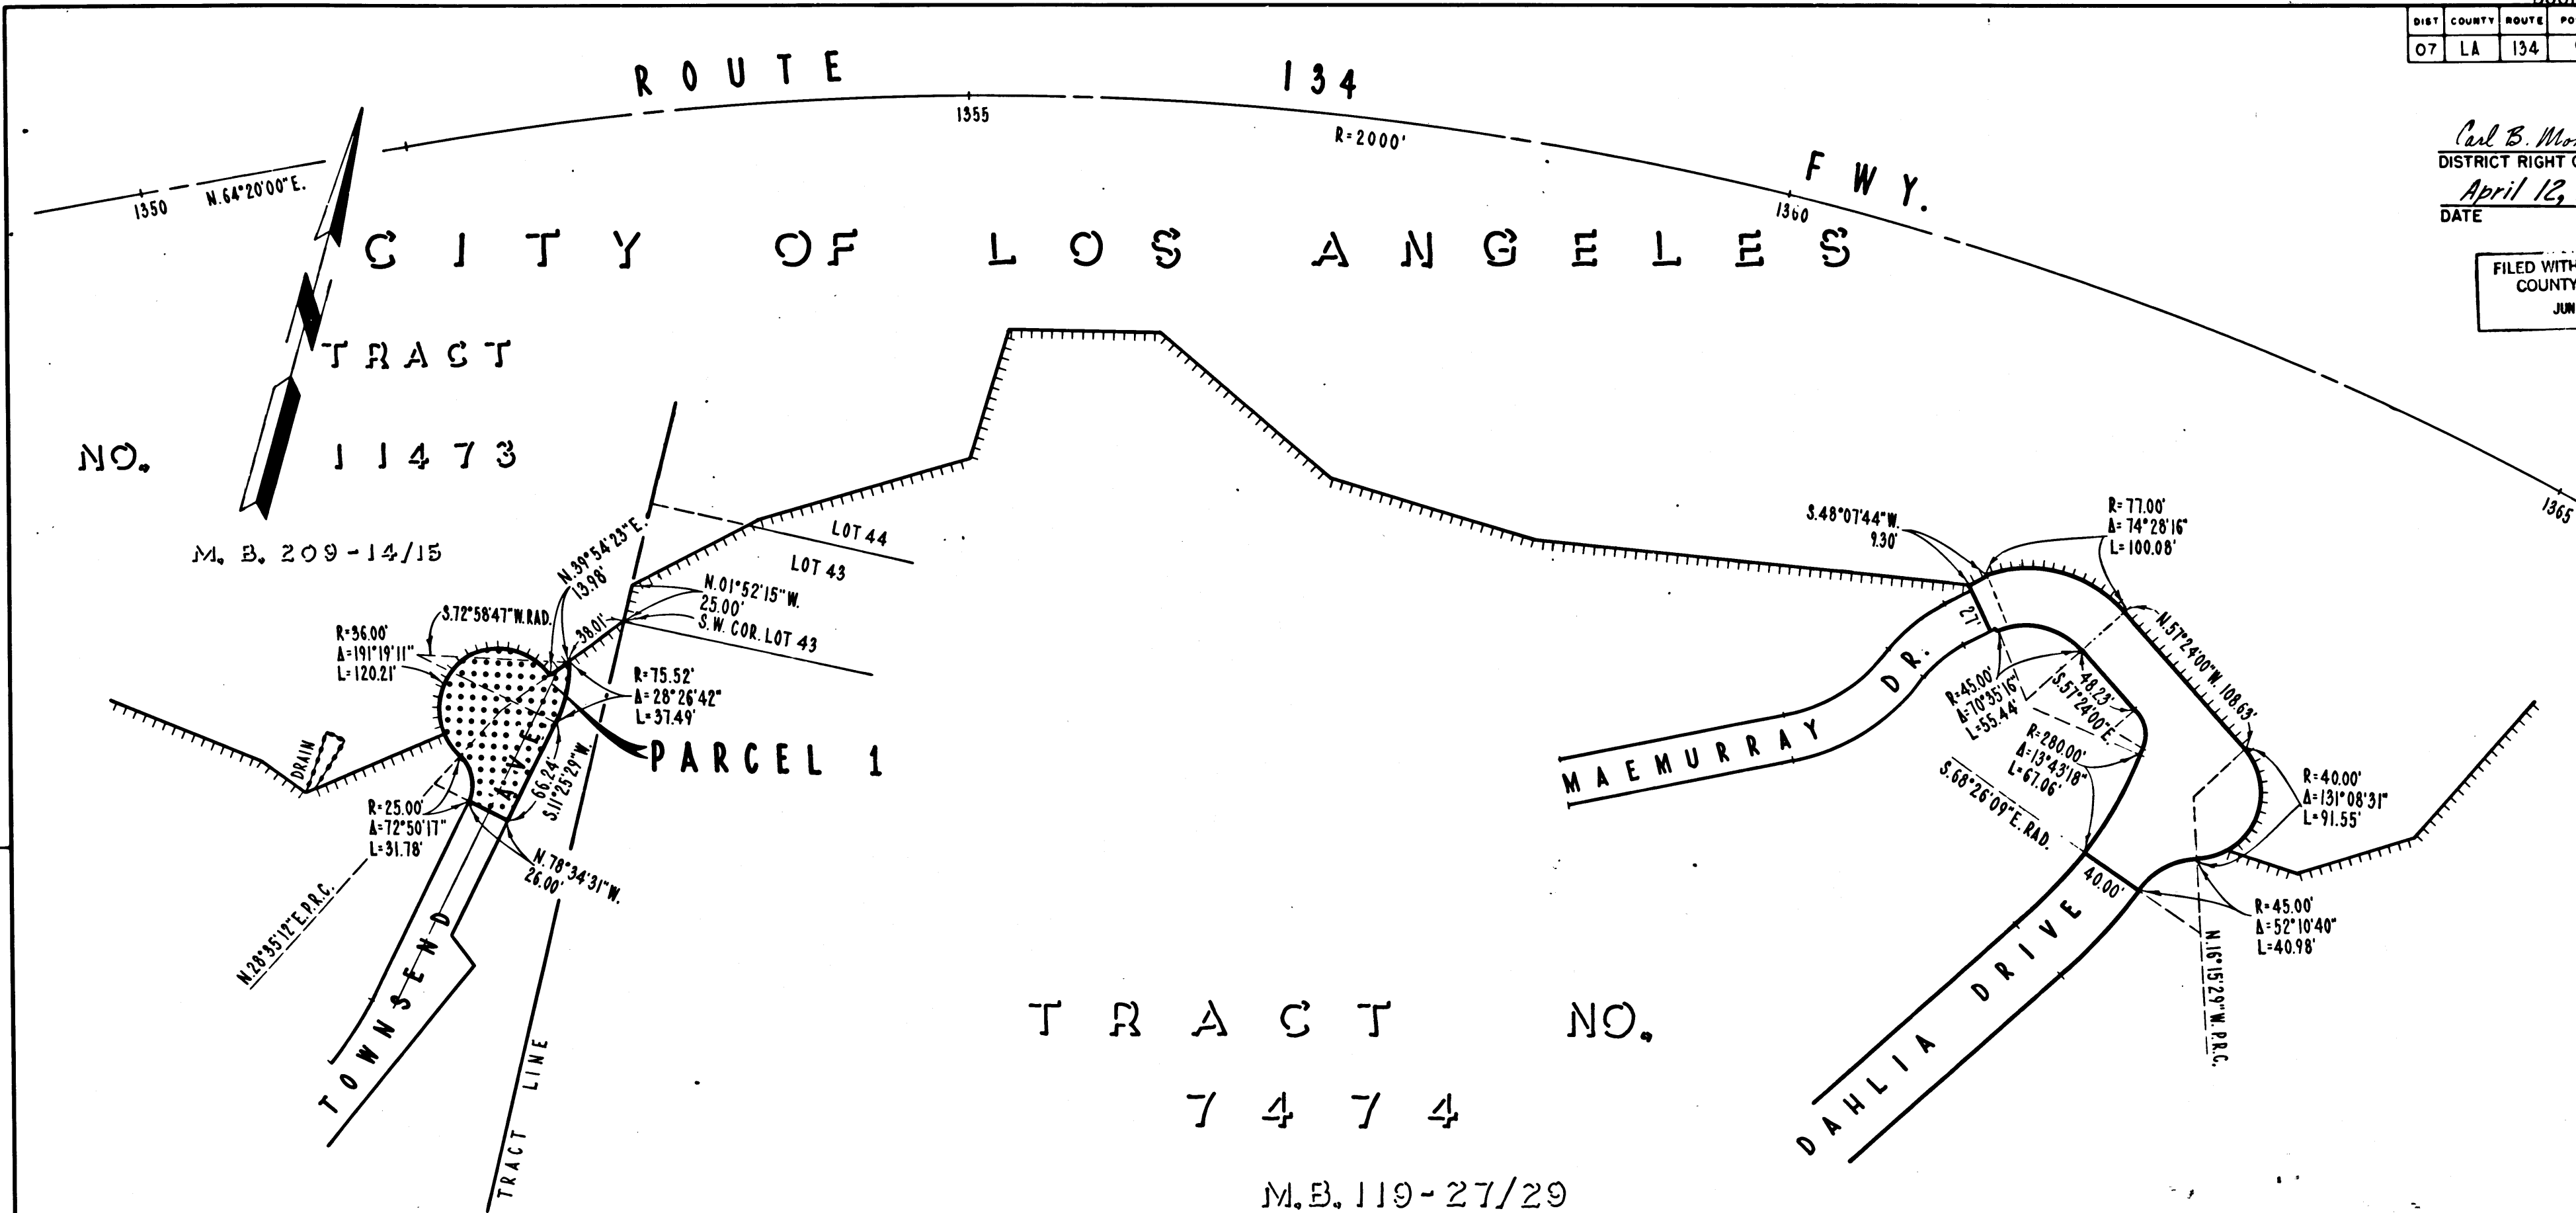 DIST COUNTY ROUTE
07 LA 134
ROUTE 134 FWY.
1350
N.64°20'00"E.
1355
R=2000'
1360
1365
Carl B.
DISTRICT RIGHT
April 12,
DATE
FILED WITH
COUNTY
JUN
CITY OF LOS ANGELES
N
TRACT
NO. 11473
M. B. 209-14/15
LOT 44
LOT 43
N.39°54'23"E.
13.98'
N.01°52'15"W.
25.00'
S.W. COR. LOT 43
38.01'
S.72°58'47"W.RAD.
R=36.00'
Δ=191°19'11"
L=120.21'
R=75.52'
Δ=28°26'42"
L=37.49'
PARCEL 1
DRAIN
66.24'
S.11°25'29"W.
R=25.00'
Δ=72°50'17"
L=31.78'
N.78°34'31"W.
26.00'
N.28°35'12"E.P.R.C.
TOWNSEND AVE
TRACT LINE
S.48°07'44"W.
9.30'
R=77.00'
Δ=74°28'16"
L=100.08'
27'
MAEMURRAY DR.
R=45.00'
Δ=70°35'16"
L=55.44'
48.23'
S.57°24'00"E.
N.57°24'00"W. 108.63'
R=280.00'
Δ=13°43'18"
L=67.06'
S.68°26'09"E. RAD.
R=40.00'
Δ=131°08'31"
L=91.55'
40.00'
R=45.00'
Δ=52°10'40"
L=40.98'
N.16°15'29"W. P.R.C.
DAHLIA DRIVE
TRACT NO.
7474
M.B. 119-27/29